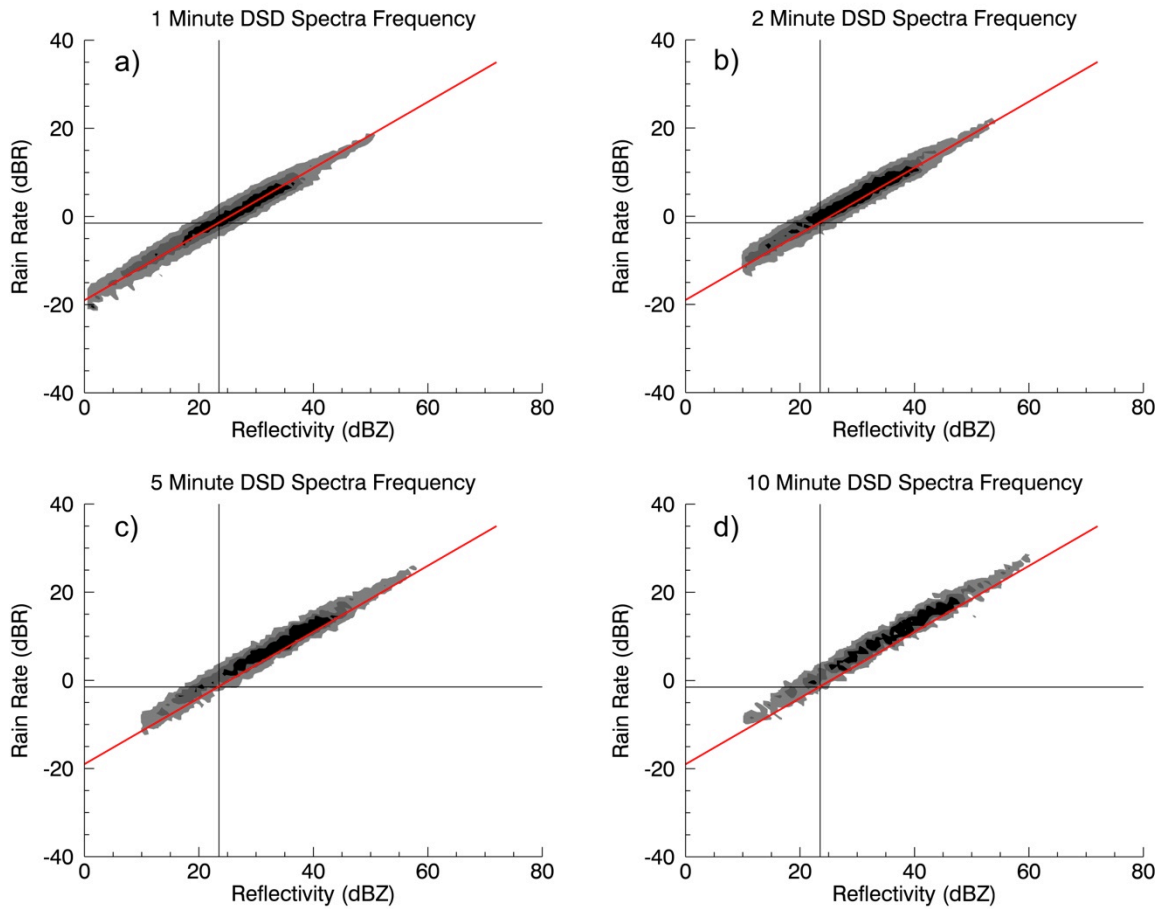 1 Minute DSD Spectra Frequency
a)
40
20
0
-20
-40
Rain Rate (dBR)
0 20 40 60 80
Reflectivity (dBZ)
2 Minute DSD Spectra Frequency
b)
40
20
0
-20
-40
Rain Rate (dBR)
0 20 40 60 80
Reflectivity (dBZ)
5 Minute DSD Spectra Frequency
c)
40
20
0
-20
-40
Rain Rate (dBR)
0 20 40 60 80
Reflectivity (dBZ)
10 Minute DSD Spectra Frequency
d)
40
20
0
-20
-40
Rain Rate (dBR)
0 20 40 60 80
Reflectivity (dBZ)